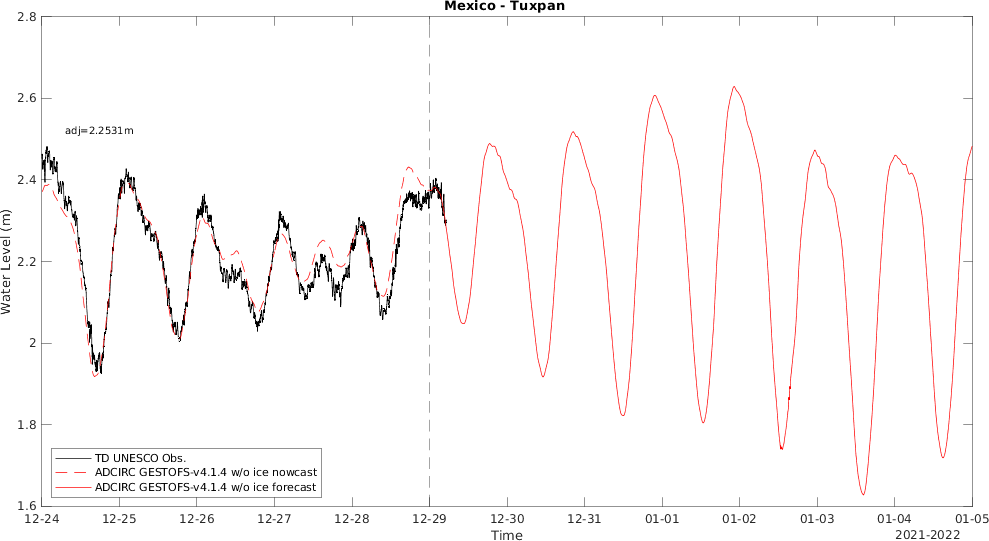 Mexico - Tuxpan
2.8
2.6
2.4
2.2
2
1.8
1.6
Water Level (m)
adj=2.2531m
TD UNESCO Obs.
ADCIRC GESTOFS-v4.1.4 w/o ice nowcast
ADCIRC GESTOFS-v4.1.4 w/o ice forecast
12-24 12-25 12-26 12-27 12-28 12-29 12-30 12-31 01-01 01-02 01-03 01-04 01-05
Time
2021-2022